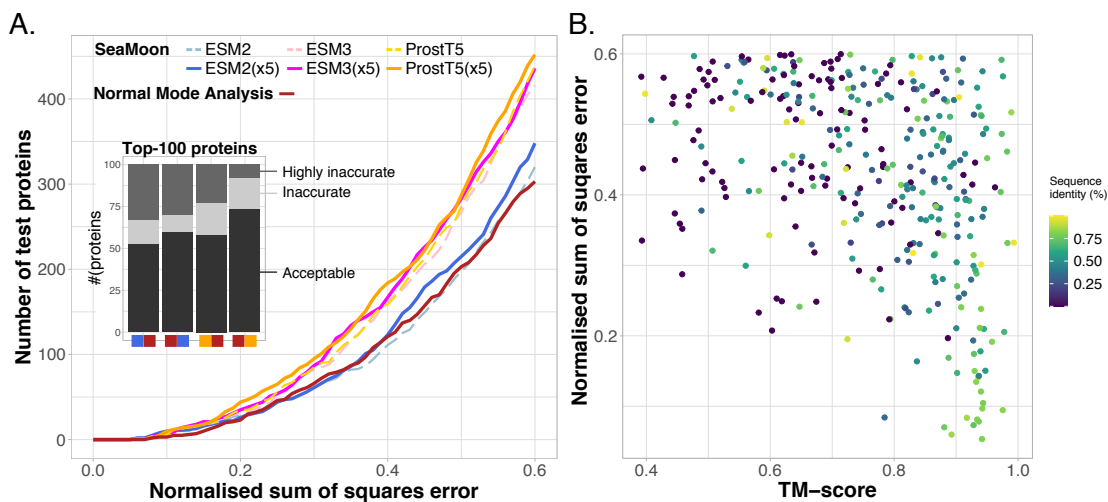 A.
SeaMoon
ESM2
ESM3
ProstT5
ESM2(x5)
ESM3(x5)
ProstT5(x5)
Normal Mode Analysis
Number of test proteins
400
300
200
100
0
Top-100 proteins
#(proteins
100
75
50
25
0
Highly inaccurate
Inaccurate
Acceptable
0.0
0.2
0.4
0.6
Normalised sum of squares error
B.
Normalised sum of suqares error
0.6
0.4
0.2
0.4
0.6
0.8
1.0
TM−score
Sequence
identity (%)
0.75
0.50
0.25